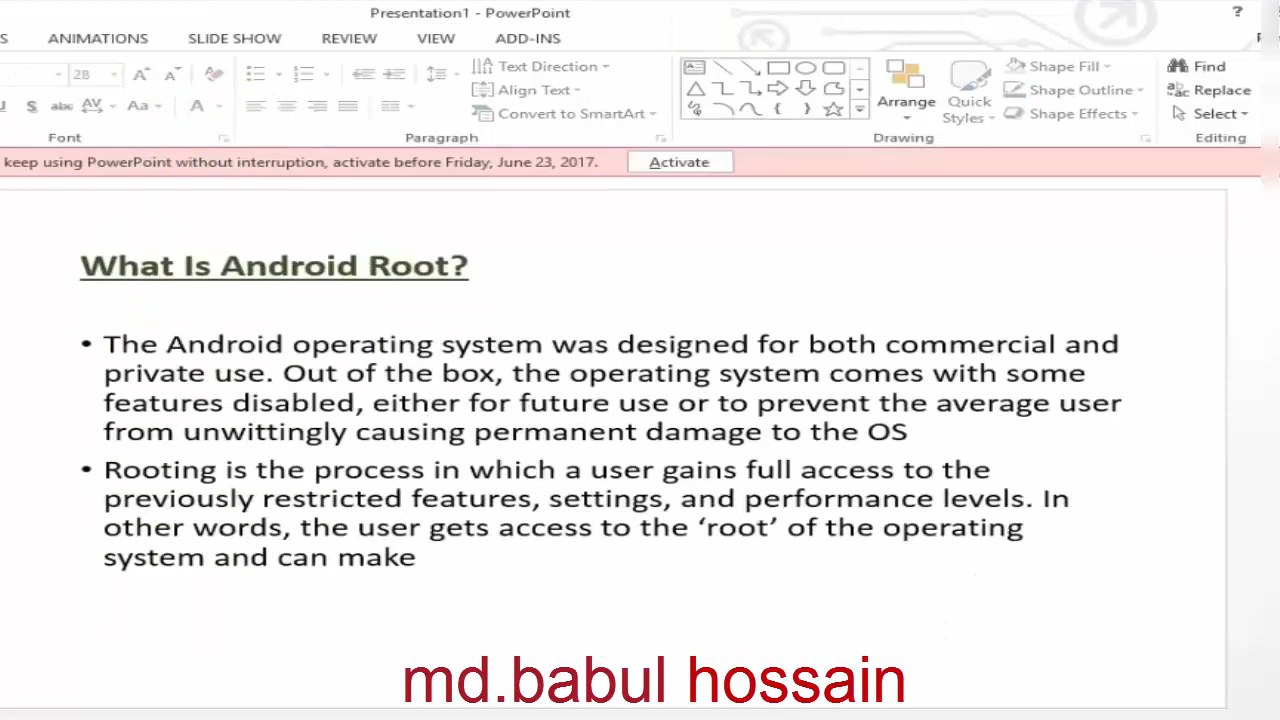 Presentation1 - PowerPoint ?
S ANIMATIONS SLIDE SHOW REVIEW VIEW ADD-INS
28 Aa A Text Direction Shape Fill Find
abc AV Align Text Arrange Quick Styles Shape Outline Replace
Convert to SmartArt Shape Effects Select
Font Paragraph Drawing Editing
keep using PowerPoint without interruption, activate before Friday, June 23, 2017. Activate
What Is Android Root?
• The Android operating system was designed for both commercial and
private use. Out of the box, the operating system comes with some
features disabled, either for future use or to prevent the average user
from unwittingly causing permanent damage to the OS
• Rooting is the process in which a user gains full access to the
previously restricted features, settings, and performance levels. In
other words, the user gets access to the ‘root’ of the operating
system and can make
md.babul hossain